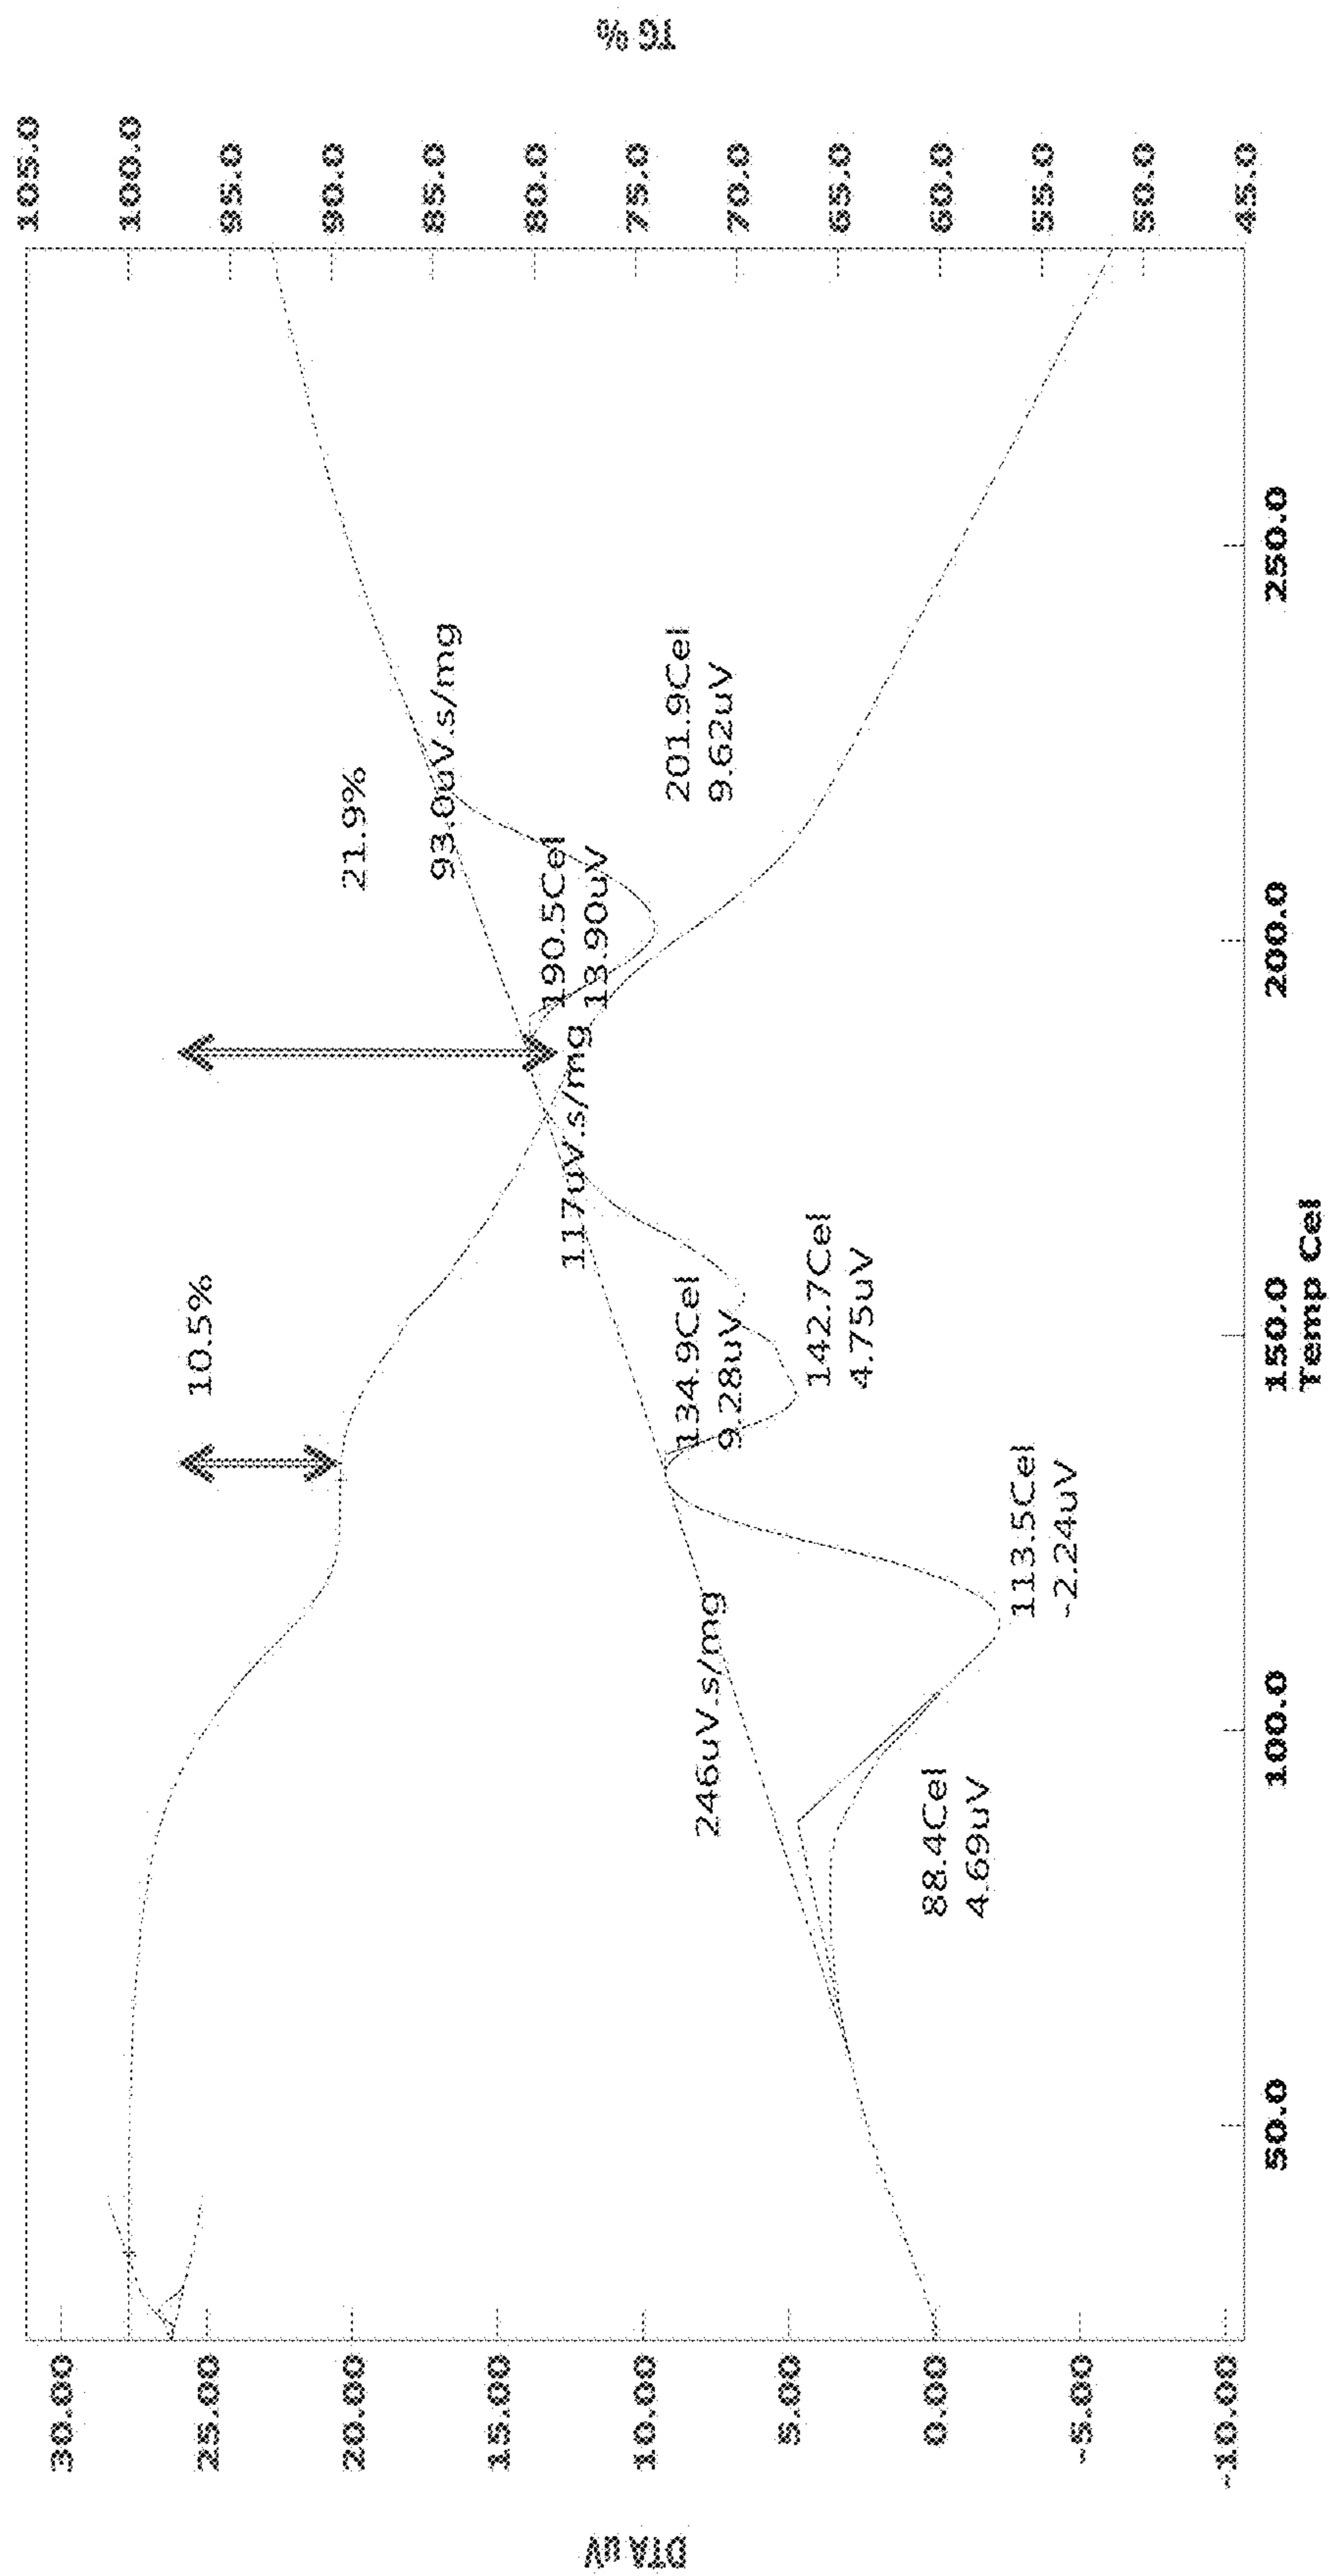 DTA uV
30.00
25.00
20.00
15.00
10.00
5.00
0.00
-5.00
-10.00
10.5%
21.9%
93.0uV.s/mg
190.5Cel
13.90uV
201.9Cel
9.62uV
117uV.s/mg
134.9Cel
9.28uV
142.7Cel
4.75uV
246uV.s/mg
113.5Cel
-2.24uV
88.4Cel
4.69uV
TG %
105.0
100.0
95.0
90.0
85.0
80.0
75.0
70.0
65.0
60.0
55.0
50.0
45.0
50.0
100.0
150.0
200.0
250.0
Temp Cel